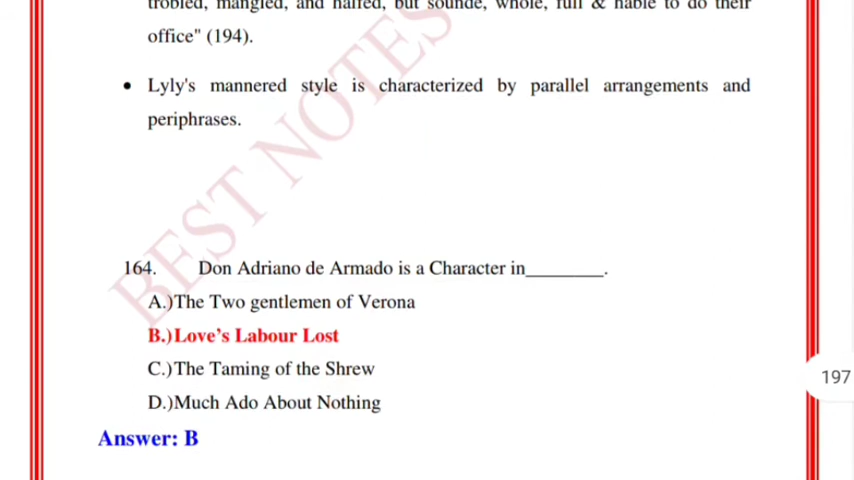 trobled, mangled, and halfed, but sounde, whole, full & hable to do their
office" (194).
• Lyly's mannered style is characterized by parallel arrangements and
periphrases.
BEST NOTES
164. Don Adriano de Armado is a Character in________.
A.)The Two gentlemen of Verona
B.)Love’s Labour Lost
C.)The Taming of the Shrew
D.)Much Ado About Nothing
197
Answer: B